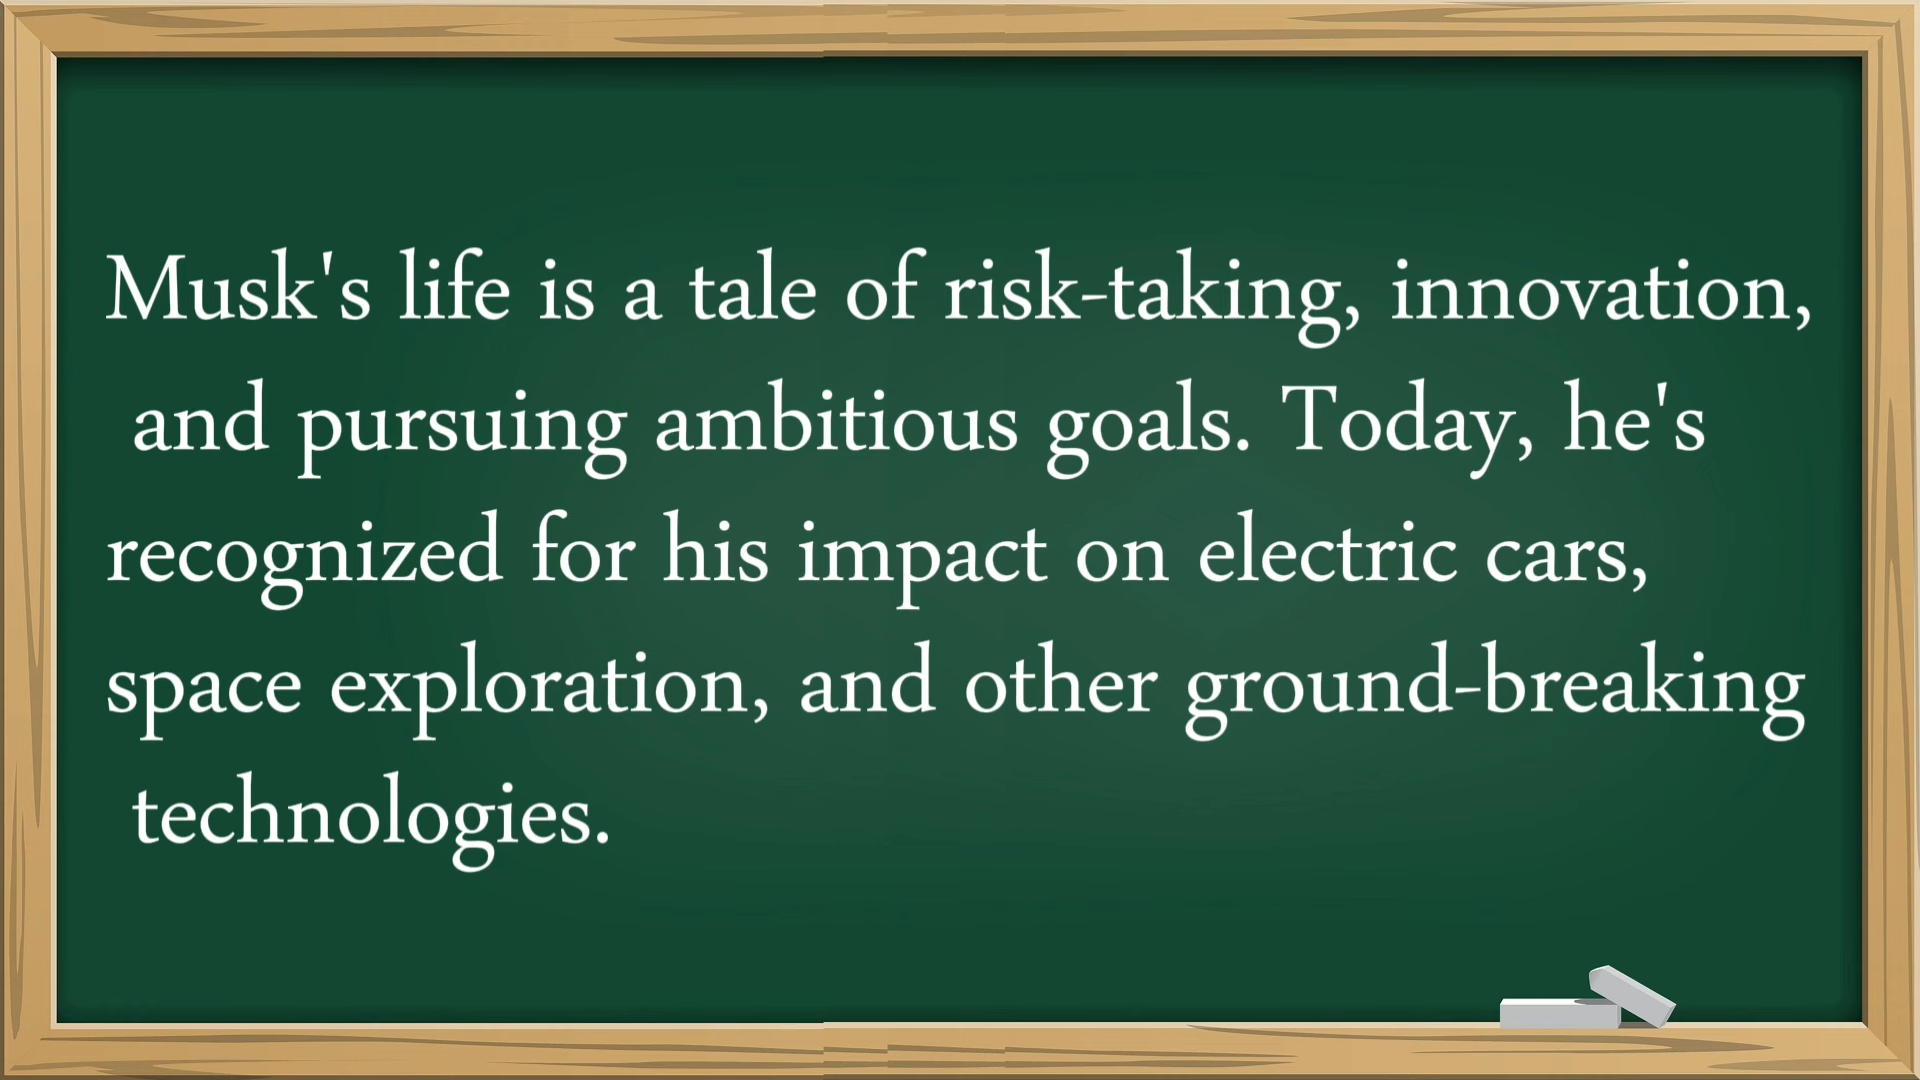 Musk's life is a tale of risk-taking, innovation,
and pursuing ambitious goals. Today, he's
recognized for his impact on electric cars,
space exploration, and other ground-breaking
technologies.